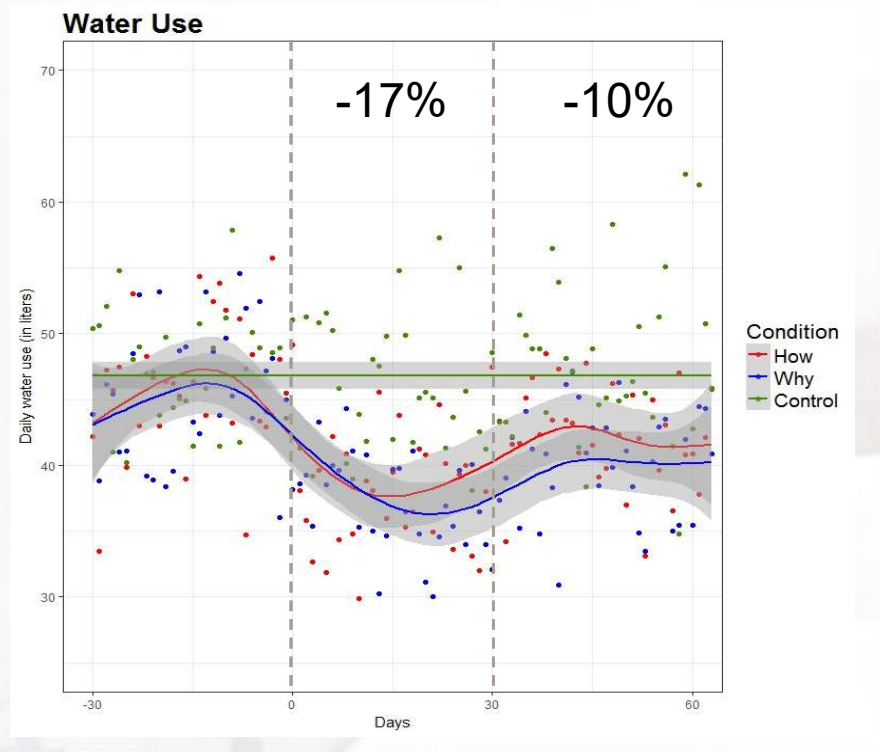 Water Use
-17% -10%
70
60
50
40
30
Daily water use (in liters)
-30 0 30 60
Days
Condition
How
Why
Control